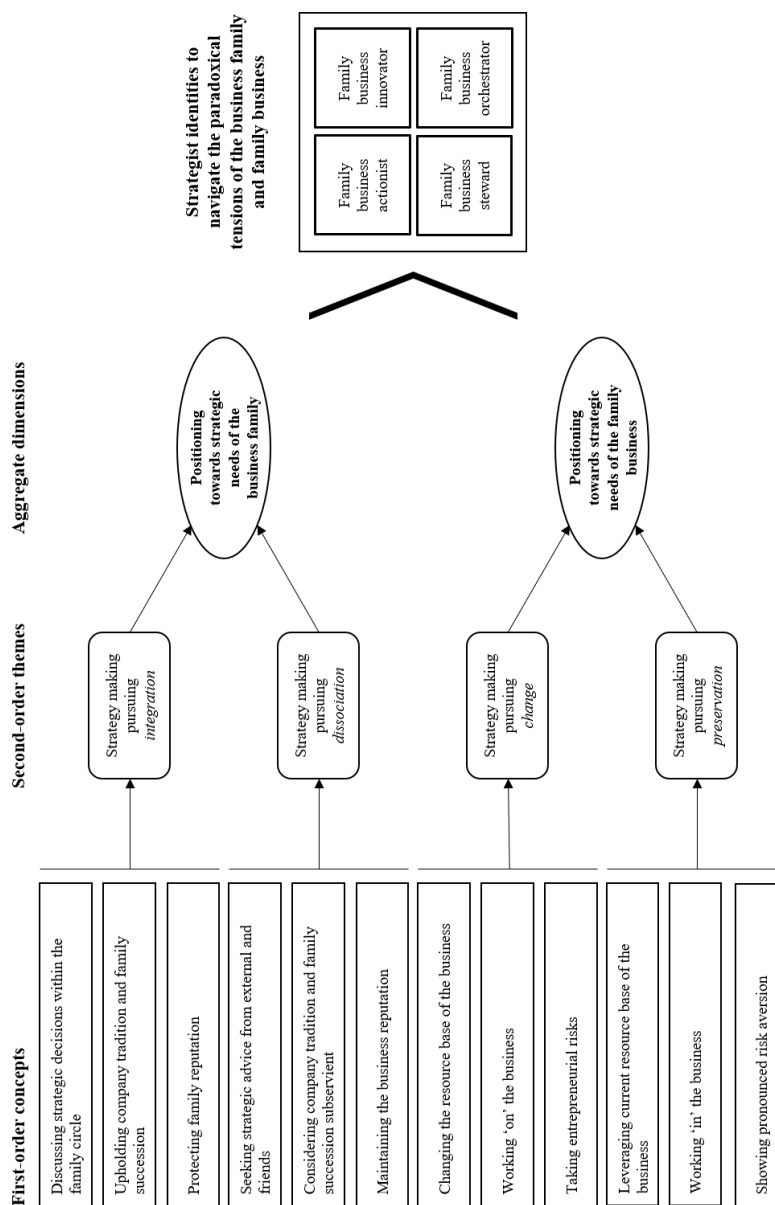 First-order concepts
Discussing strategic decisions within the
family circle
Upholding company tradition and family
succession
Protecting family reputation
Seeking strategic advice from external and
friends
Considering company tradition and family
succession subservient
Maintaining the business reputation
Changing the resource base of the business
Working ‘on’ the business
Taking entrepreneurial risks
Leveraging current resource base of the
business
Working ‘in’ the business
Showing pronounced risk aversion
Second-order themes
Strategy making
pursuing
integration
Strategy making
pursuing
dissociation
Strategy making
pursuing
change
Strategy making
pursuing
preservation
Aggregate dimensions
Positioning
towards strategic
needs of the
business family
Positioning
towards strategic
needs of the family
business
Strategist identities to
navigate the paradoxical
tensions of the business family
and family business
Family
business
actionist
Family
business
innovator
Family
business
steward
Family
business
orchestrator